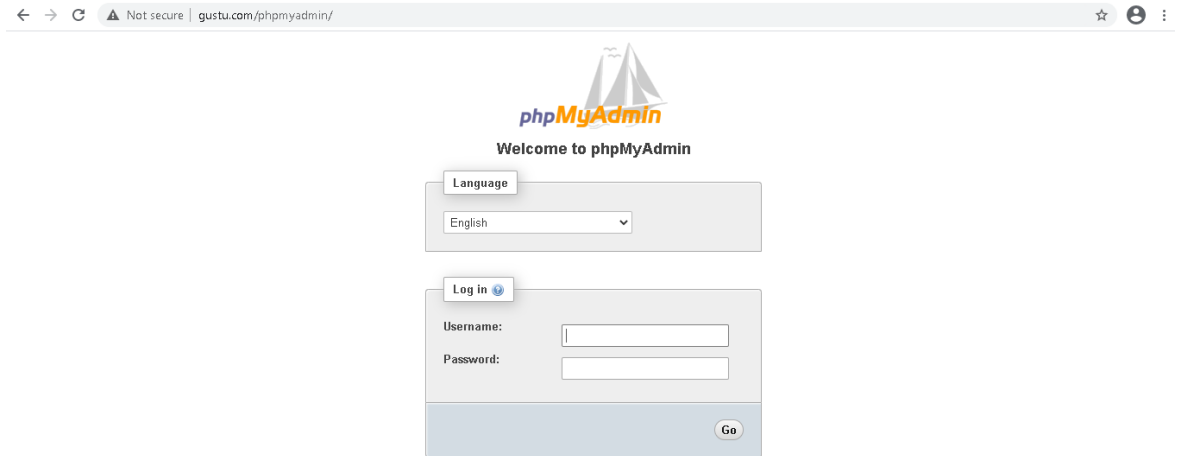 Not secure | gustu.com/phpmyadmin/
phpMyAdmin
Welcome to phpMyAdmin
Language
English
Log in
Username:
Password:
Go